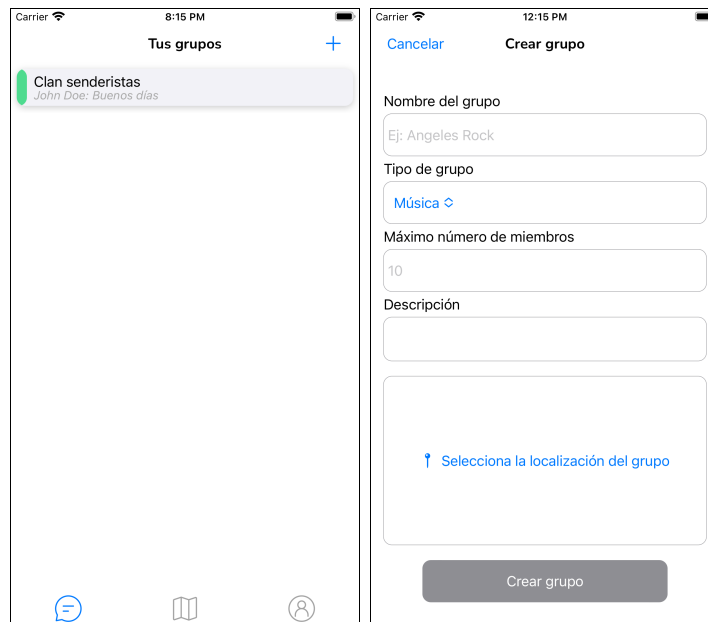 Carrier
8:15 PM
Tus grupos
Clan senderistas
John Doe: Buenos días
Carrier
12:15 PM
Cancelar
Crear grupo
Nombre del grupo
Ej: Angeles Rock
Tipo de grupo
Música
Máximo número de miembros
10
Descripción
Selecciona la localización del grupo
Crear grupo